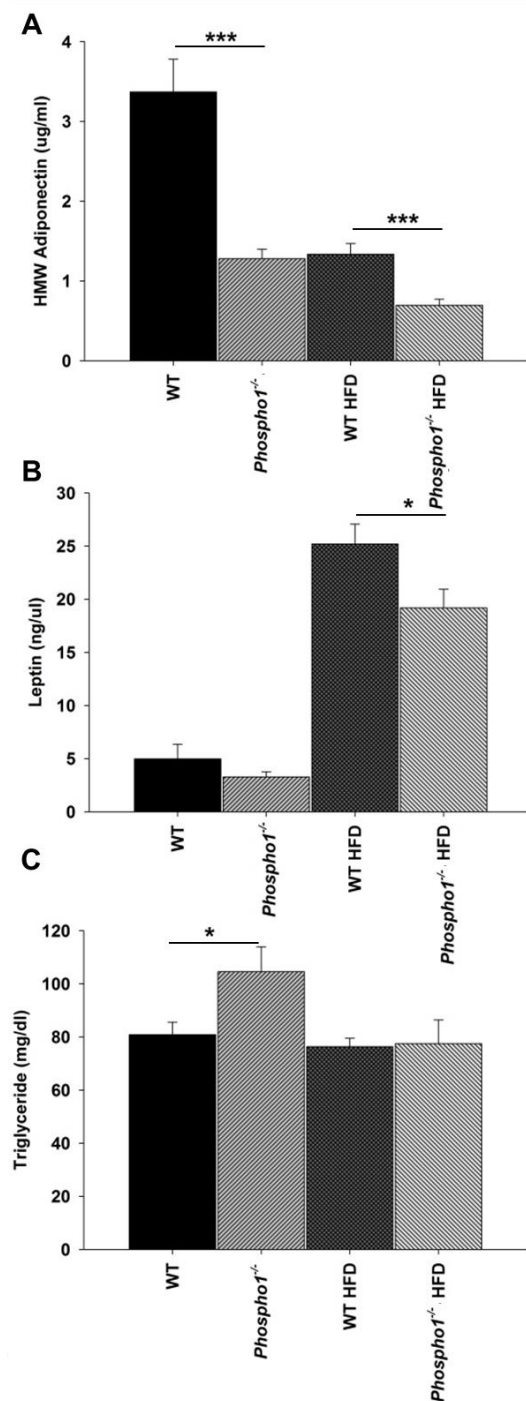 A
HMW Adiponectin (ug/ml)
4
3
2
1
0
***
***
WT
Phospho1-/-
WT HFD
Phospho1-/- HFD
B
Leptin (ng/ul)
30
25
20
15
10
5
0
*
WT
Phospho1-/-
WT HFD
Phospho1-/- HFD
C
Triglyceride (mg/dl)
120
100
80
60
40
20
0
*
WT
Phospho1-/-
WT HFD
Phospho1-/- HFD